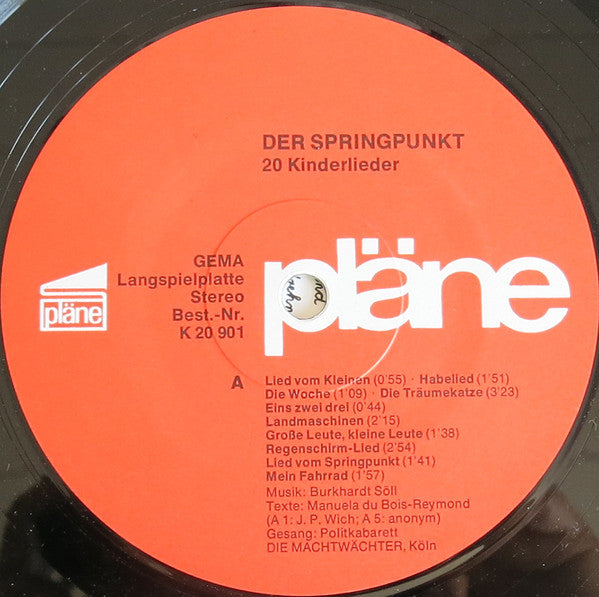 DER SPRINGPUNKT
20 Kinderlieder
GEMA
Langspielplatte
Stereo
Best.-Nr.
K 20 901
pläne
pläne
A
Lied vom Kleinen (0'55) · Habelied (1'51)
Die Woche (1'09) · Die Träumekatze (3'23)
Eins zwei drei (0'44)
Landmaschinen (2'15)
Große Leute, kleine Leute (1'38)
Regenschirm-Lied (2'54)
Lied vom Springpunkt (1'41)
Mein Fahrrad (1'57)
Musik: Burkhardt Söll
Texte: Manuela du Bois-Reymond
(A 1: J. P. Wich; A 5: anonym)
Gesang: Politkabarett
DIE MACHTWÄCHTER, Köln